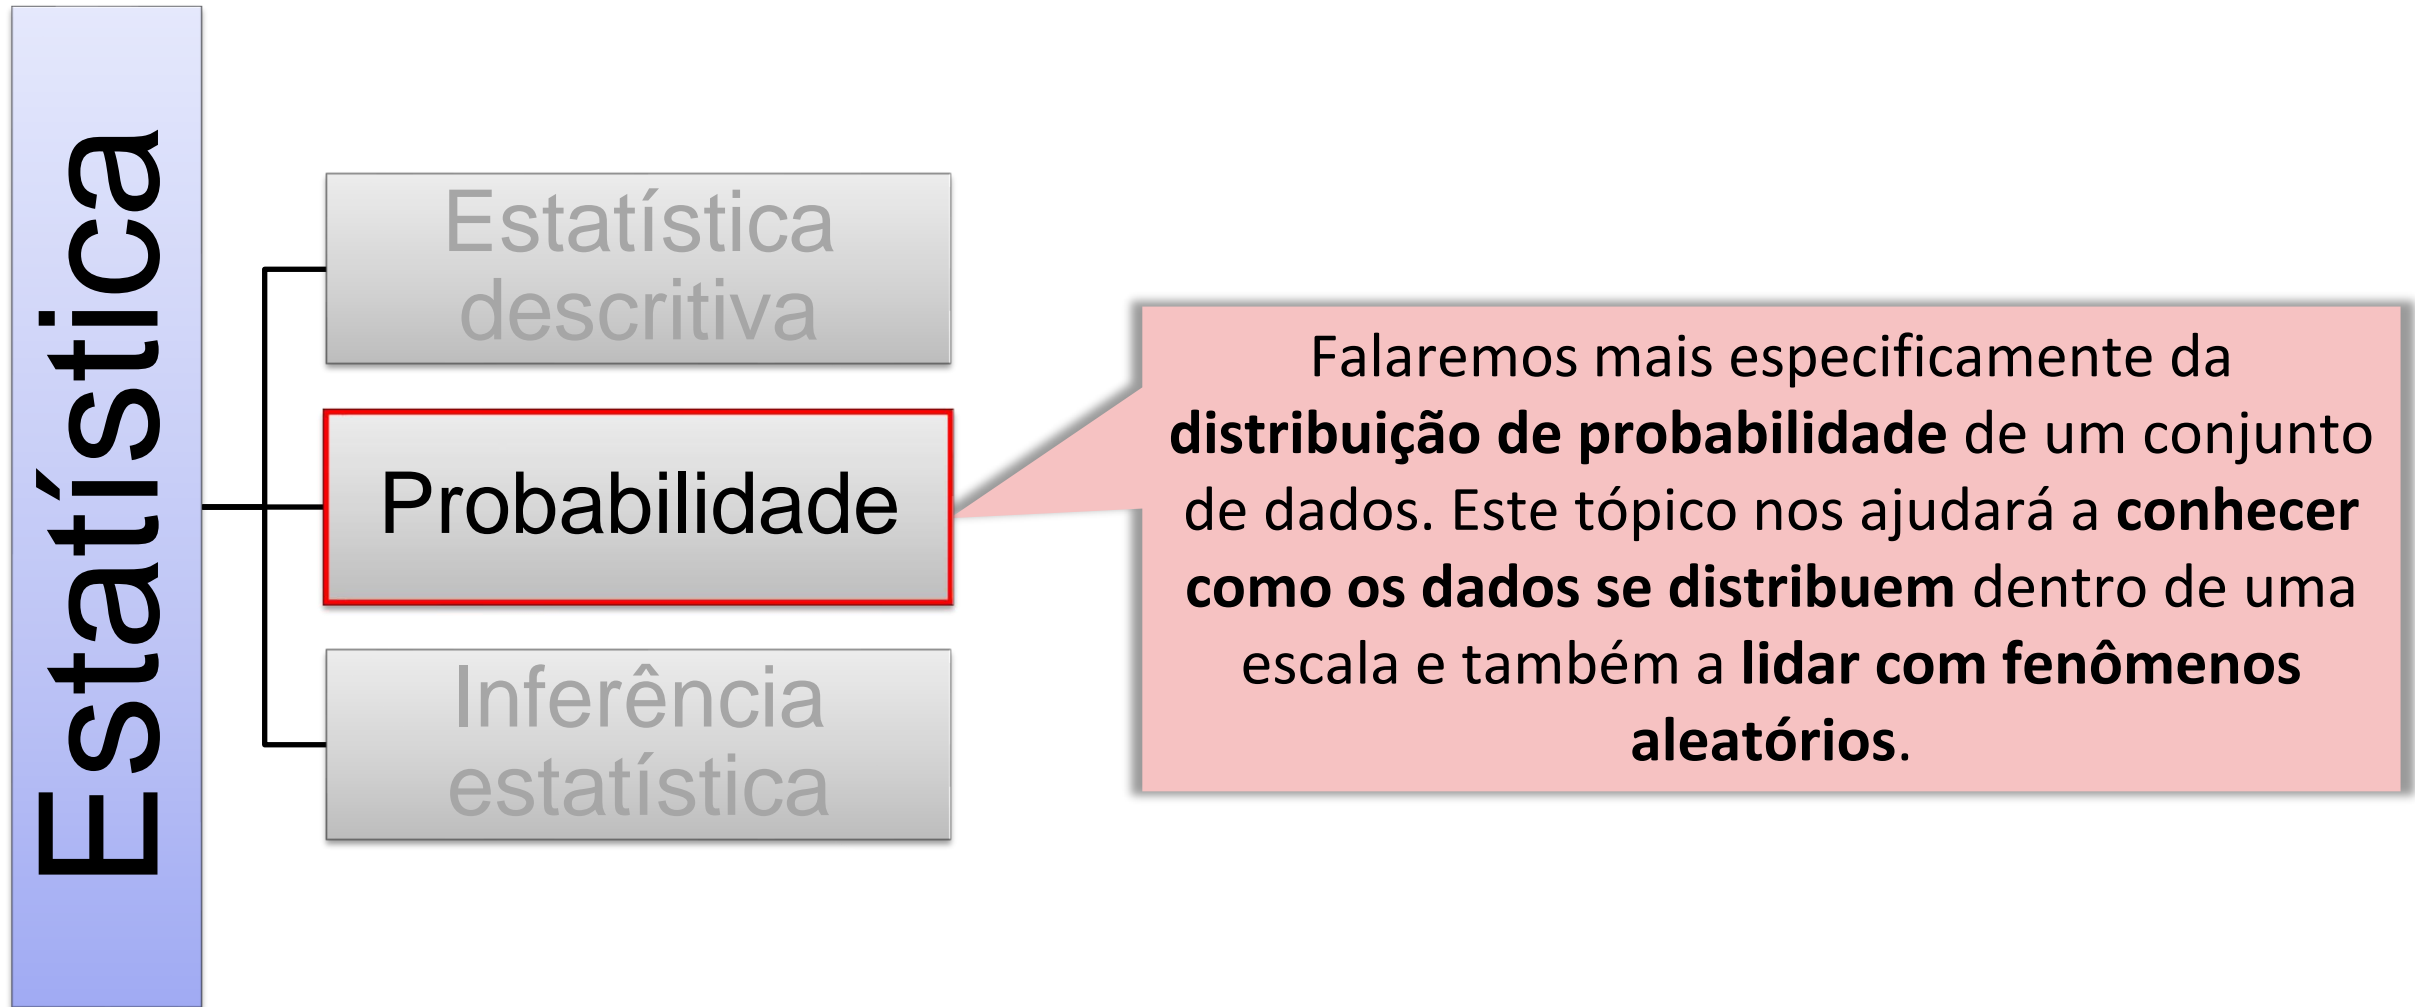 Estatística
Estatística
descritiva
Probabilidade
Inferência
estatística
Falaremos mais especificamente da
distribuição de probabilidade de um conjunto
de dados. Este tópico nos ajudará a conhecer
como os dados se distribuem dentro de uma
escala e também a lidar com fenômenos
aleatórios.